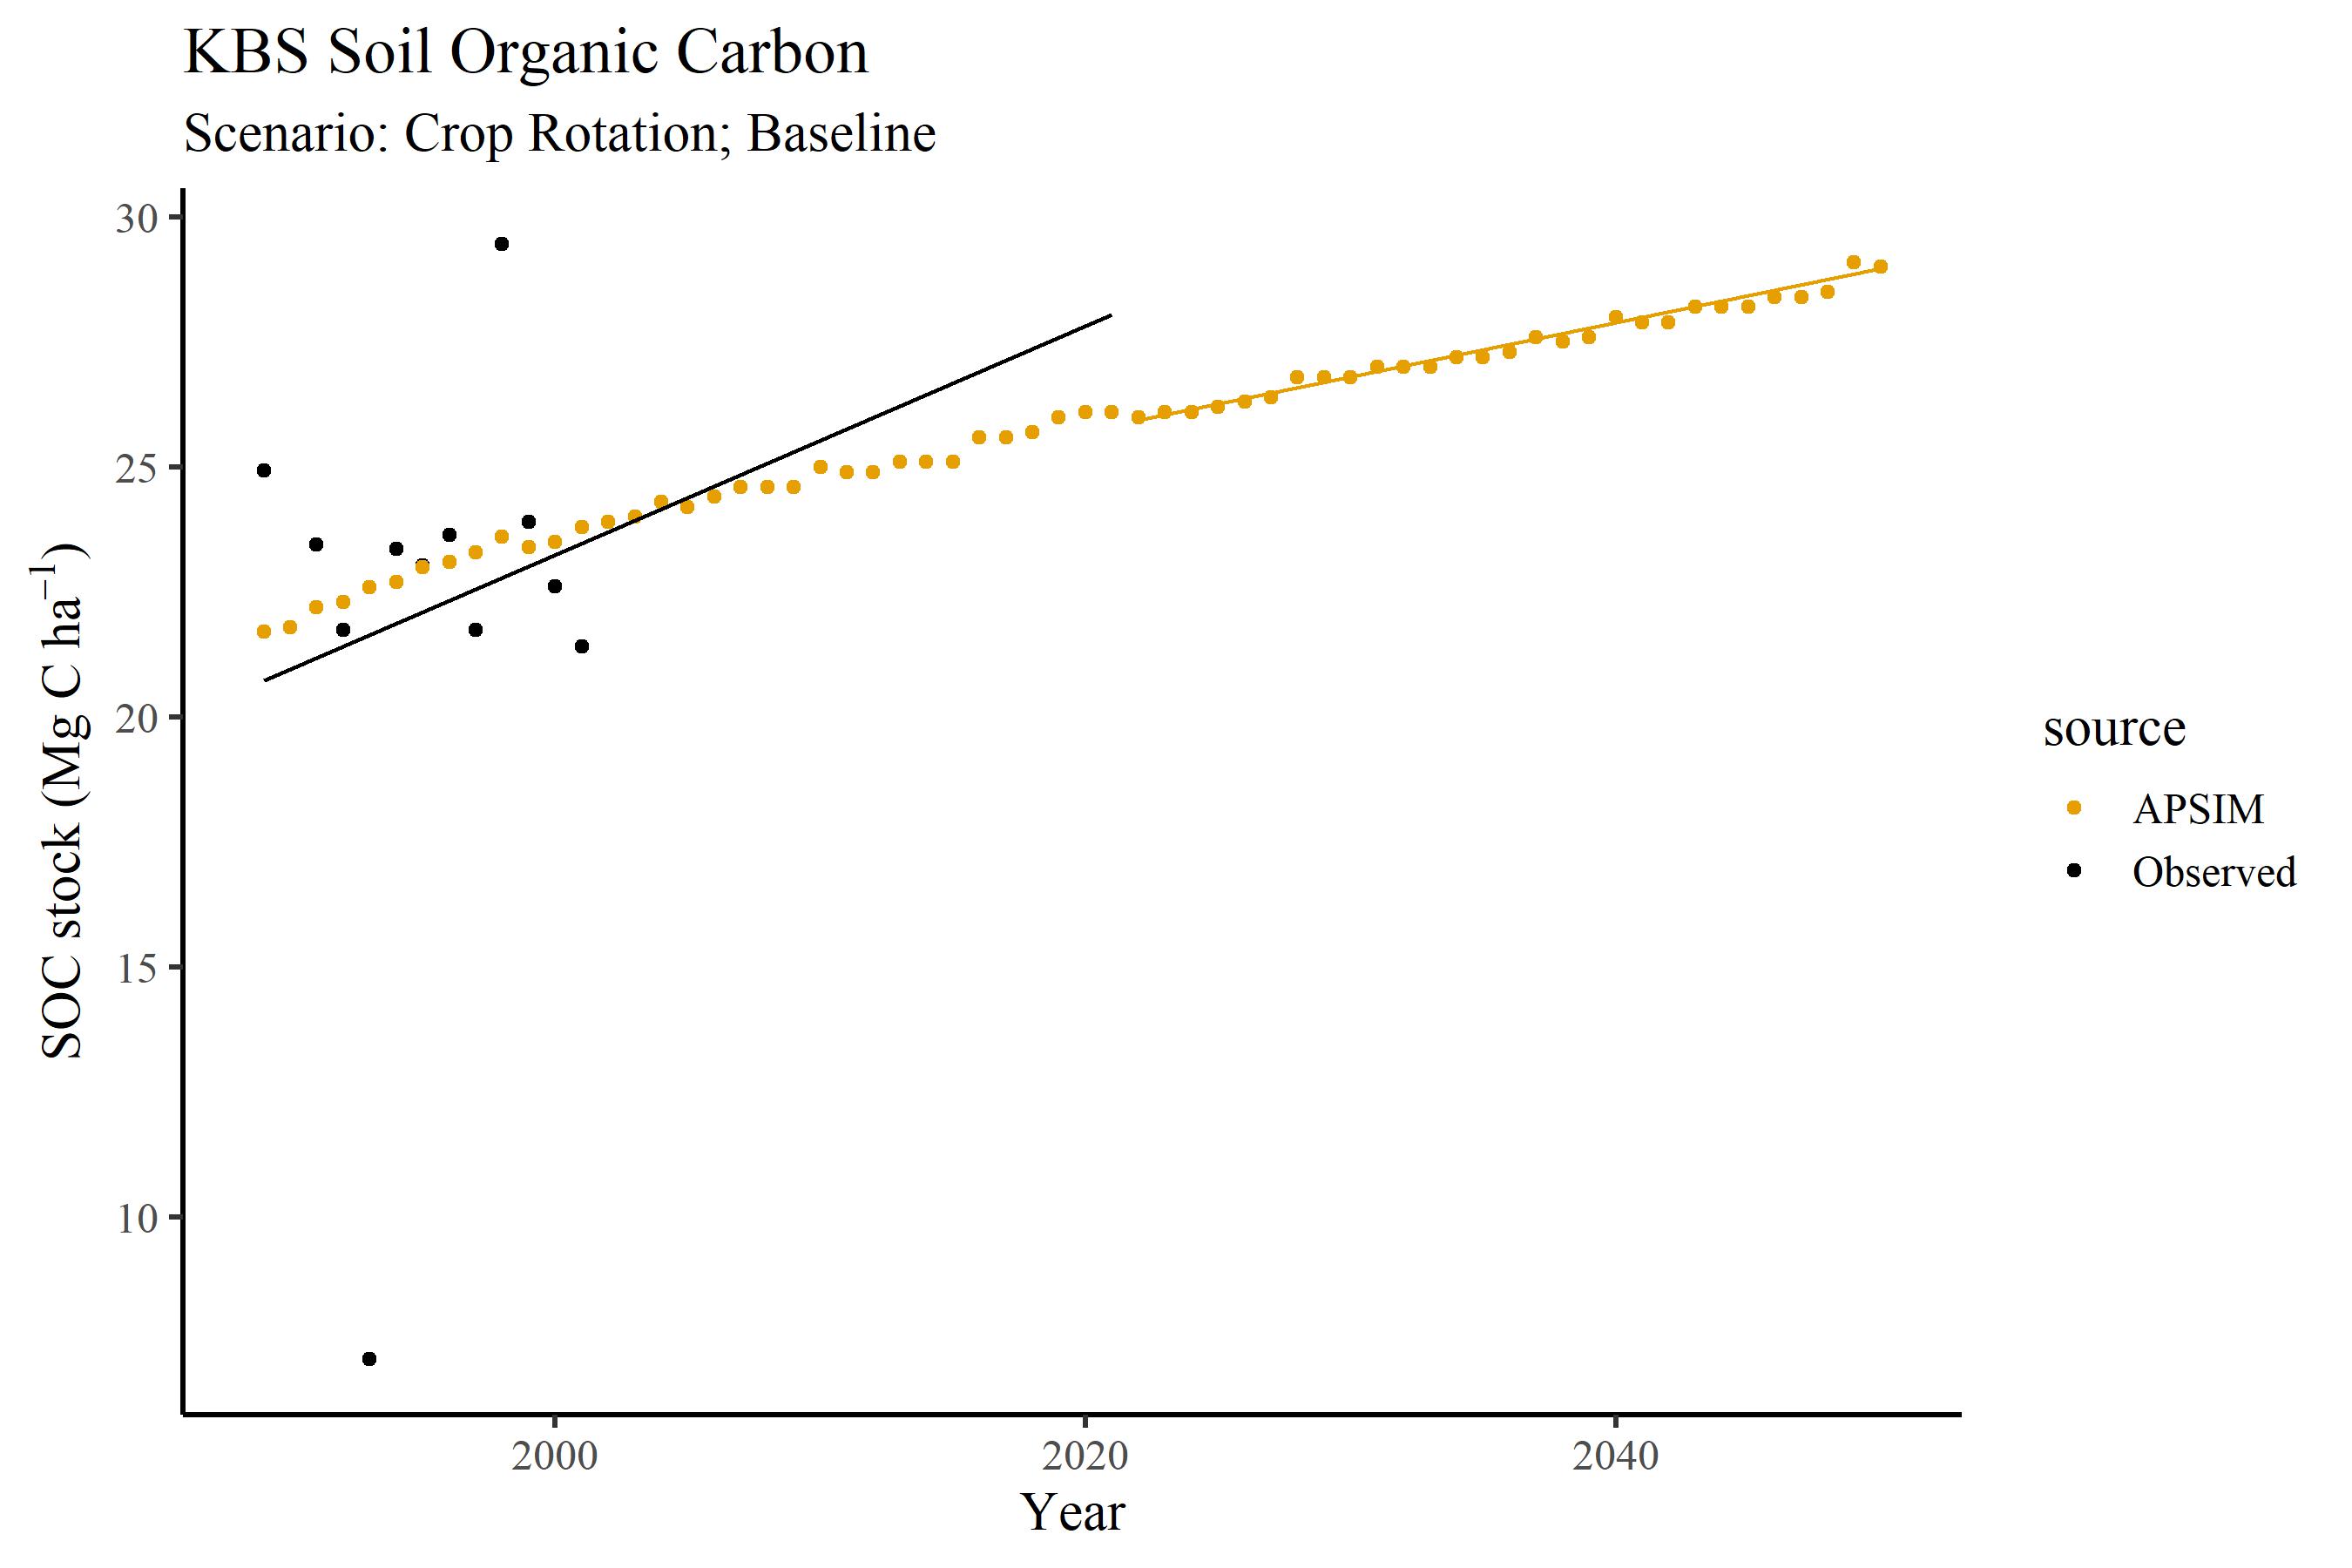 KBS Soil Organic Carbon
Scenario: Crop Rotation; Baseline
SOC stock (Mg C ha⁻¹)
30
25
20
15
10
2000
2020
2040
Year
source
APSIM
Observed